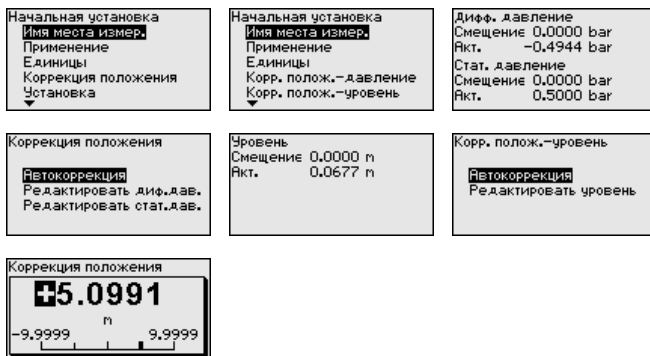 Начальная установка
Имя места измер.
Применение
Единицы
Коррекция положения
Установка
Начальная установка
Имя места измер.
Применение
Единицы
Корр. полож.-давление
Корр. полож.-уровень
Дифф. давление
Смещение 0.0000 bar
Акт. -0.4944 bar
Стат. давление
Смещение 0.0000 bar
Акт. 0.5000 bar
Коррекция положения
Автокоррекция
Редактировать диф.дав.
Редактировать стат.дав.
Уровень
Смещение 0.0000 m
Акт. 0.0677 m
Корр. полож.-уровень
Автокоррекция
Редактировать уровень
Коррекция положения
+5.0991
m
-9.9999 9.9999